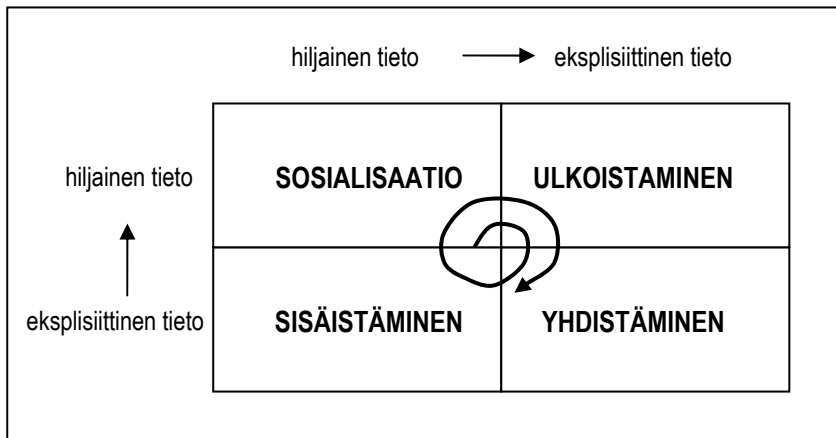 hiljainen tieto eksplisiittinen tieto
hiljainen tieto SOSIALISAATIO ULKOISTAMINEN
eksplisiittinen tieto SISÄISTÄMINEN YHDISTÄMINEN